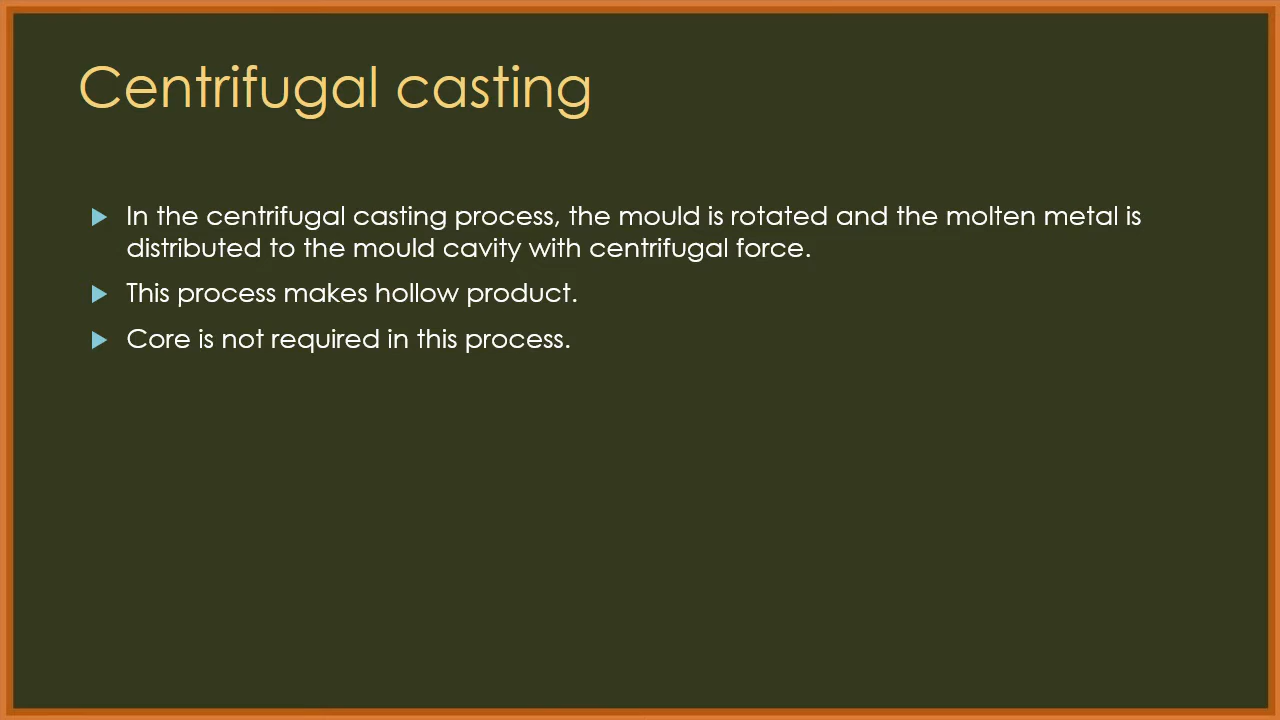 Centrifugal casting
In the centrifugal casting process, the mould is rotated and the molten metal is
distributed to the mould cavity with centrifugal force.
This process makes hollow product.
Core is not required in this process.